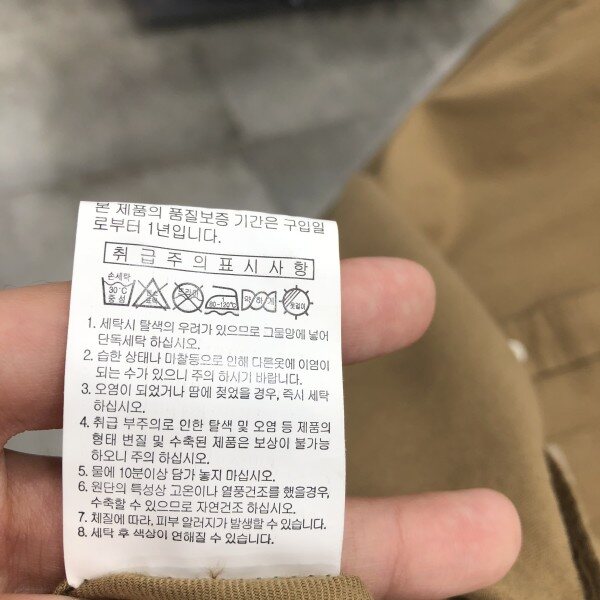 본 제품의 품질보증 기간은 구입일
로부터 1년입니다.
취급주의표시사항
손세탁
30°C
중성
80~120°C
약하게
옷걸이
1. 세탁시 탈색의 우려가 있으므로 그물망에 넣어
단독세탁 하십시오.
2. 습한 상태나 마찰등으로 인해 다른옷에 이염이
되는 수가 있으니 주의 하시기 바랍니다.
3. 오염이 되었거나 땀에 젖었을 경우, 즉시 세탁
하십시오.
4. 취급 부주의로 인한 탈색 및 오염 등 제품의
형태 변질 및 수축된 제품은 보상이 불가능
하오니 주의 하십시오.
5. 물에 10분이상 담가 놓지 마십시오.
6. 원단의 특성상 고온이나 열풍건조를 했을경우,
수축할 수 있으므로 자연건조 하십시오.
7. 체질에 따라, 피부 알러지가 발생할 수 있습니다.
8. 세탁 후 색상이 연해질 수 있습니다.